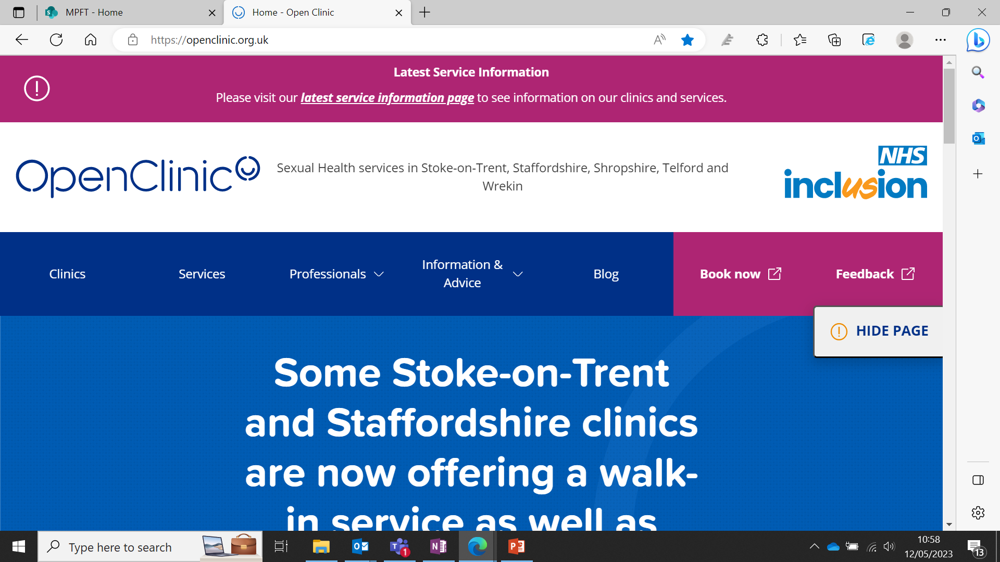 MPFT - Home
Home - Open Clinic
https://openclinic.org.uk
Latest Service Information
Please visit our latest service information page to see information on our clinics and services.
OpenClinic
Sexual Health services in Stoke-on-Trent, Staffordshire, Shropshire, Telford and
Wrekin
NHS
inclusion
Clinics
Services
Professionals
Information &
Advice
Blog
Book now
Feedback
HIDE PAGE
Some Stoke-on-Trent
and Staffordshire clinics
are now offering a walk-
in service as well as
Type here to search
1
10:58
12/05/2023
13